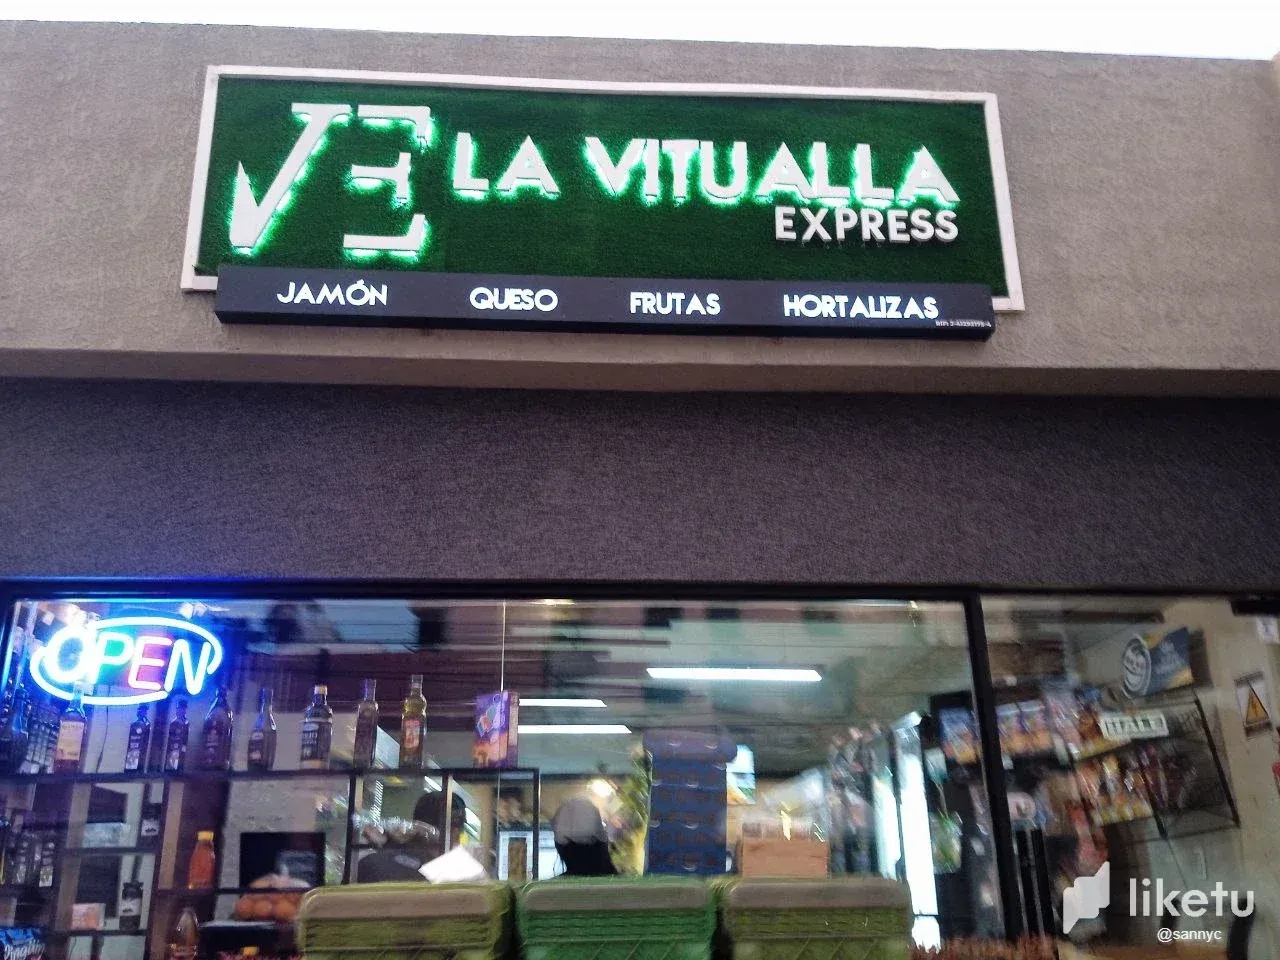 VE
LA VITUALLA
EXPRESS
JAMÓN QUESO FRUTAS HORTALIZAS
OPEN
liketu
@sannyc